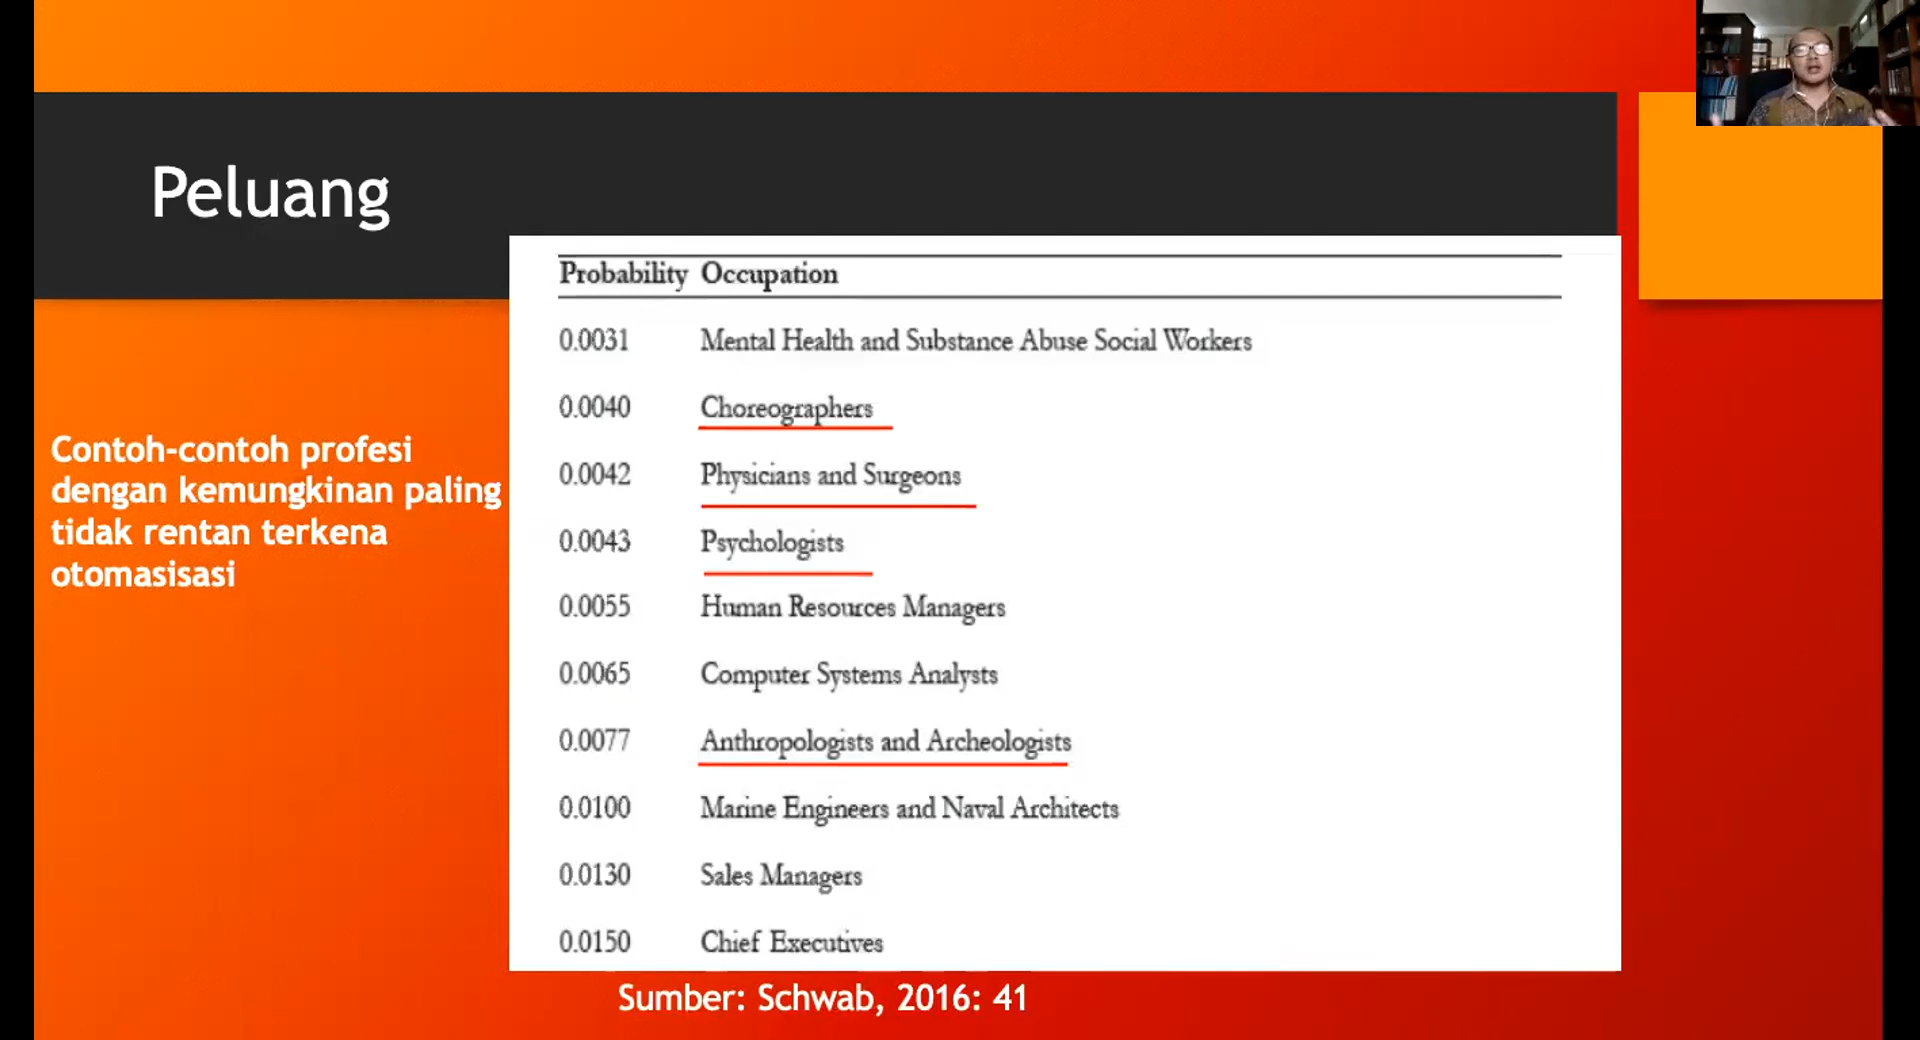 Peluang
Contoh-contoh profesi
dengan kemungkinan paling
tidak rentan terkena
otomasisasi
Probability Occupation
0.0031 Mental Health and Substance Abuse Social Workers
0.0040 Choreographers
0.0042 Physicians and Surgeons
0.0043 Psychologists
0.0055 Human Resources Managers
0.0065 Computer Systems Analysts
0.0077 Anthropologists and Archeologists
0.0100 Marine Engineers and Naval Architects
0.0130 Sales Managers
0.0150 Chief Executives
Sumber: Schwab, 2016: 41